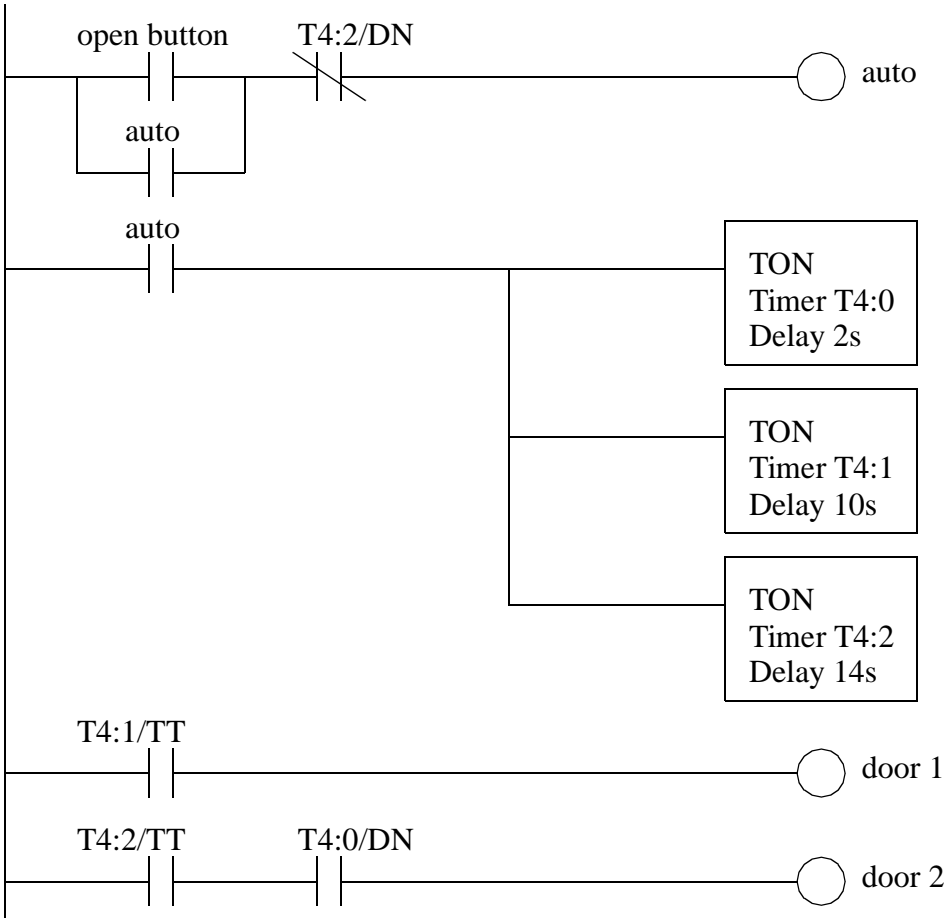 open button
T4:2/DN
auto
auto
auto
TON
Timer T4:0
Delay 2s
TON
Timer T4:1
Delay 10s
TON
Timer T4:2
Delay 14s
T4:1/TT
door 1
T4:2/TT
T4:0/DN
door 2